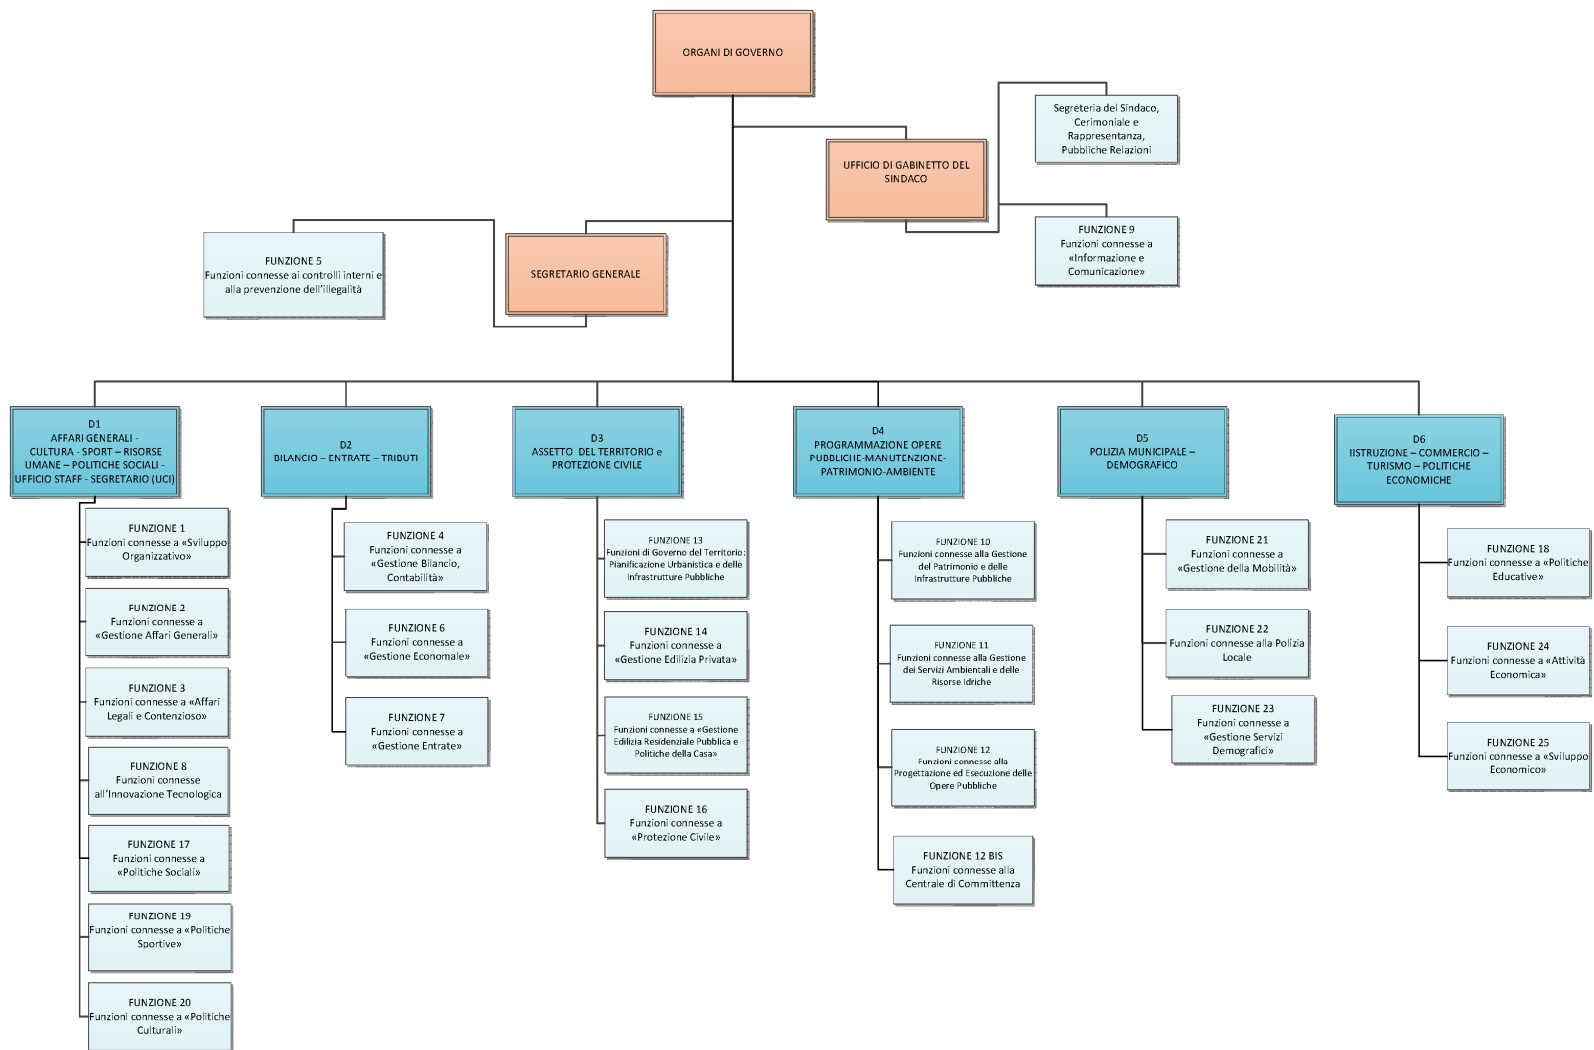 ORGANI DI GOVERNO
Segreteria del Sindaco,
Cerimoniale e
Rappresentanza,
Pubbliche Relazioni
UFFICIO DI GABINETTO DEL
SINDACO
FUNZIONE 9
Funzioni connesse a
«Informazione e
Comunicazione»
SEGRETARIO GENERALE
FUNZIONE 5
Funzioni connesse ai controlli interni e
alla prevenzione dell'illegalità
D1
AFFARI GENERALI -
CULTURA - SPORT – RISORSE
UMANE – POLITICHE SOCIALI -
UFFICIO STAFF - SEGRETARIO (UCI)
FUNZIONE 1
Funzioni connesse a «Sviluppo
Organizzativo»
FUNZIONE 2
Funzioni connesse a
«Gestione Affari Generali»
FUNZIONE 3
Funzioni connesse a «Affari
Legali e Contenzioso»
FUNZIONE 8
Funzioni connesse
all'Innovazione Tecnologica
FUNZIONE 17
Funzioni connesse a
«Politiche Sociali»
FUNZIONE 19
Funzioni connesse a «Politiche
Sportive»
FUNZIONE 20
Funzioni connesse a «Politiche
Culturali»
D2
BILANCIO – ENTRATE – TRIBUTI
FUNZIONE 4
Funzioni connesse a
«Gestione Bilancio,
Contabilità»
FUNZIONE 6
Funzioni connesse a
«Gestione Economale»
FUNZIONE 7
Funzioni connesse a
«Gestione Entrate»
D3
ASSETTO DEL TERRITORIO e
PROTEZIONE CIVILE
FUNZIONE 13
Funzioni di Governo del Territorio:
Pianificazione Urbanistica e delle
Infrastrutture Pubbliche
FUNZIONE 14
Funzioni connesse a
«Gestione Edilizia Privata»
FUNZIONE 15
Funzioni connesse a «Gestione
Edilizia Residenziale Pubblica e
Politiche della Casa»
FUNZIONE 16
Funzioni connesse a
«Protezione Civile»
D4
PROGRAMMAZIONE OPERE
PUBBLICHE-MANUTENZIONE-
PATRIMONIO-AMBIENTE
FUNZIONE 10
Funzioni connesse alla Gestione
del Patrimonio e delle
Infrastrutture Pubbliche
FUNZIONE 11
Funzioni connesse alla Gestione
dei Servizi Ambientali e delle
Risorse Idriche
FUNZIONE 12
Funzioni connesse alla
Progettazione ed Esecuzione delle
Opere Pubbliche
FUNZIONE 12 BIS
Funzioni connesse alla
Centrale di Committenza
D5
POLIZIA MUNICIPALE –
DEMOGRAFICO
FUNZIONE 21
Funzioni connesse a
«Gestione della Mobilità»
FUNZIONE 22
Funzioni connesse alla Polizia
Locale
FUNZIONE 23
Funzioni connesse a
«Gestione Servizi
Demografici»
D6
IISTRUZIONE – COMMERCIO –
TURISMO – POLITICHE
ECONOMICHE
FUNZIONE 18
Funzioni connesse a «Politiche
Educative»
FUNZIONE 24
Funzioni connesse a «Attività
Economica»
FUNZIONE 25
Funzioni connesse a «Sviluppo
Economico»